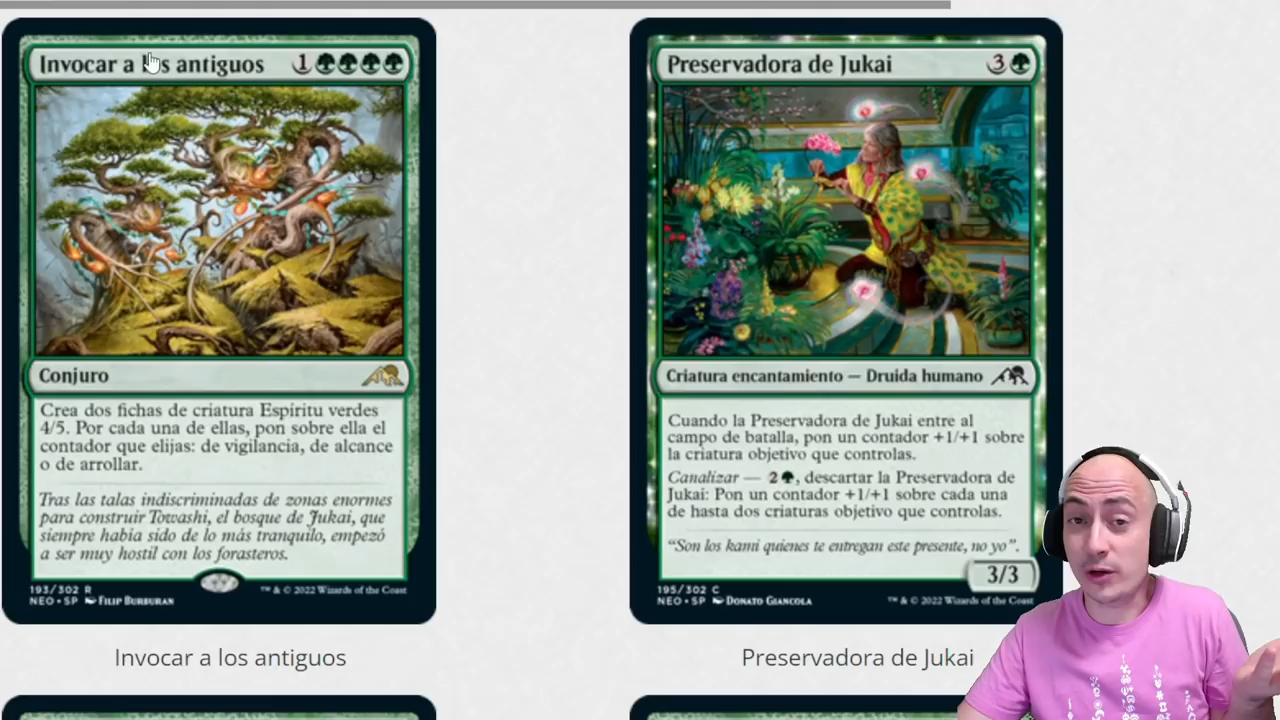 Invocar a los antiguos 1
Conjuro
Crea dos fichas de criatura Espíritu verdes
4/5. Por cada una de ellas, pon sobre ella el
contador que elijas: de vigilancia, de alcance
o de arrollar.
Tras las talas indiscriminadas de zonas enormes
para construir Towashi, el bosque de Jukai, que
siempre había sido de lo más tranquilo, empezó
a ser muy hostil con los forasteros.
193/302 R
NEO • SP FILIP BURBURAN
™ & © 2022 Wizards of the Coast
Invocar a los antiguos
Preservadora de Jukai 3
Criatura encantamiento — Druida humano
Cuando la Preservadora de Jukai entre al
campo de batalla, pon un contador +1/+1 sobre
la criatura objetivo que controlas.
Canalizar — 2, descartar la Preservadora de
Jukai: Pon un contador +1/+1 sobre cada una
de hasta dos criaturas objetivo que controlas.
“Son los kami quienes te entregan este presente, no yo”.
3/3
195/302 C
NEO • SP DONATO GIANCOLA
™ & © 2022 Wizards of the Coast
Preservadora de Jukai